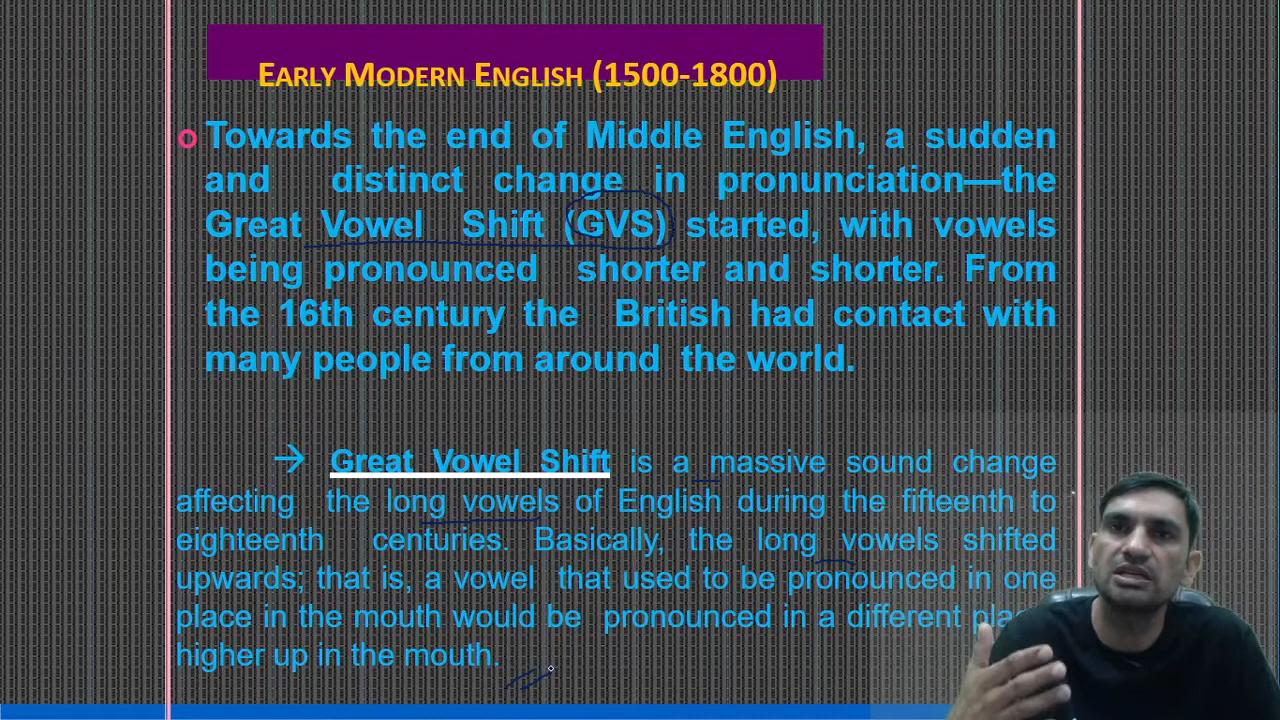 EARLY MODERN ENGLISH (1500-1800)
Towards the end of Middle English, a sudden
and distinct change in pronunciation—the
Great Vowel Shift (GVS) started, with vowels
being pronounced shorter and shorter. From
the 16th century the British had contact with
many people from around the world.
→ Great Vowel Shift is a massive sound change
affecting the long vowels of English during the fifteenth to
eighteenth centuries. Basically, the long vowels shifted
upwards; that is, a vowel that used to be pronounced in one
place in the mouth would be pronounced in a different place
higher up in the mouth.